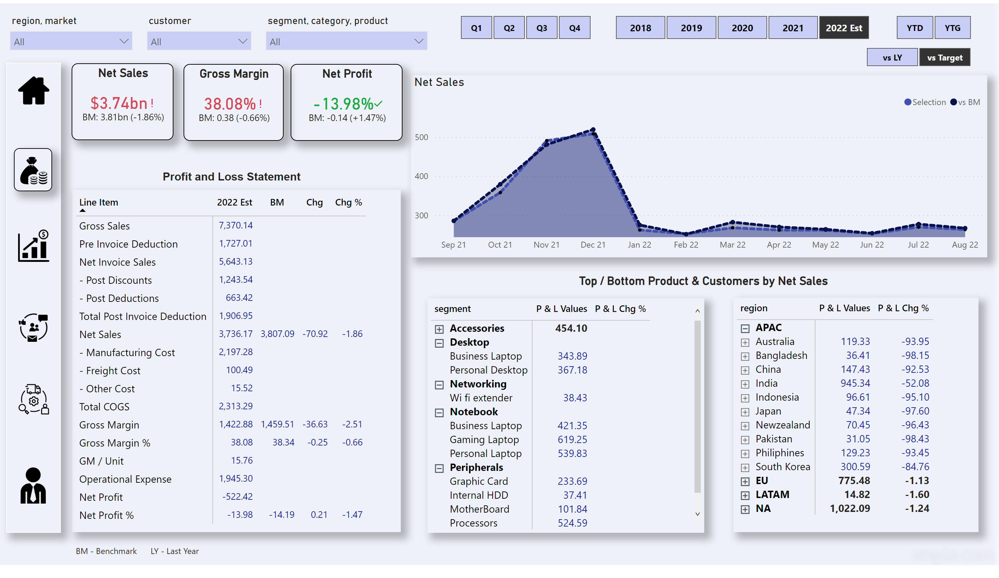 region, market
customer
segment, category, product
All
All
All
Q1 Q2 Q3 Q4
2018 2019 2020 2021 2022 Est
YTD YTG
vs LY vs Target
Net Sales
$3.74bn !
BM: 3.81bn (-1.86%)
Gross Margin
38.08% !
BM: 0.38 (-0.66%)
Net Profit
-13.98%✓
BM: -0.14 (+1.47%)
Net Sales
Selection vs BM
500
400
300
Sep 21 Oct 21 Nov 21 Dec 21 Jan 22 Feb 22 Mar 22 Apr 22 May 22 Jun 22 Jul 22 Aug 22
Profit and Loss Statement
Line Item 2022 Est BM Chg Chg %
Gross Sales 7,370.14
Pre Invoice Deduction 1,727.01
Net Invoice Sales 5,643.13
- Post Discounts 1,243.54
- Post Deductions 663.42
Total Post Invoice Deduction 1,906.95
Net Sales 3,736.17 3,807.09 -70.92 -1.86
- Manufacturing Cost 2,197.28
- Freight Cost 100.49
- Other Cost 15.52
Total COGS 2,313.29
Gross Margin 1,422.88 1,459.51 -36.63 -2.51
Gross Margin % 38.08 38.34 -0.25 -0.66
GM / Unit 15.76
Operational Expense 1,945.30
Net Profit -522.42
Net Profit % -13.98 -14.19 0.21 -1.47
Top / Bottom Product & Customers by Net Sales
segment P & L Values P & L Chg %
Accessories 454.10
Desktop
Business Laptop 343.89
Personal Desktop 367.18
Networking
Wi fi extender 38.43
Notebook
Business Laptop 421.35
Gaming Laptop 619.25
Personal Laptop 539.83
Peripherals
Graphic Card 233.69
Internal HDD 37.41
MotherBoard 101.84
Processors 524.59
region P & L Values P & L Chg %
APAC
Australia 119.33 -93.95
Bangladesh 36.41 -98.15
China 147.43 -92.53
India 945.34 -52.08
Indonesia 96.61 -95.10
Japan 47.34 -97.60
Newzealand 70.45 -96.43
Pakistan 31.05 -98.43
Philiphines 129.23 -93.45
South Korea 300.59 -84.76
EU 775.48 -1.13
LATAM 14.82 -1.60
NA 1,022.09 -1.24
BM - Benchmark LY - Last Year